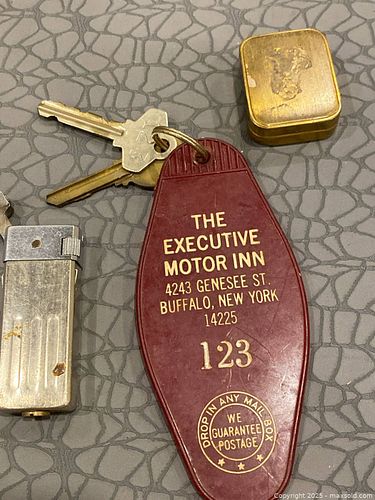 THE
EXECUTIVE
MOTOR INN
4243 GENESEE ST.
BUFFALO, NEW YORK
14225
123
DROP IN ANY MAIL BOX
WE
GUARANTEE
POSTAGE
Copyright 2025 - maxsold.com